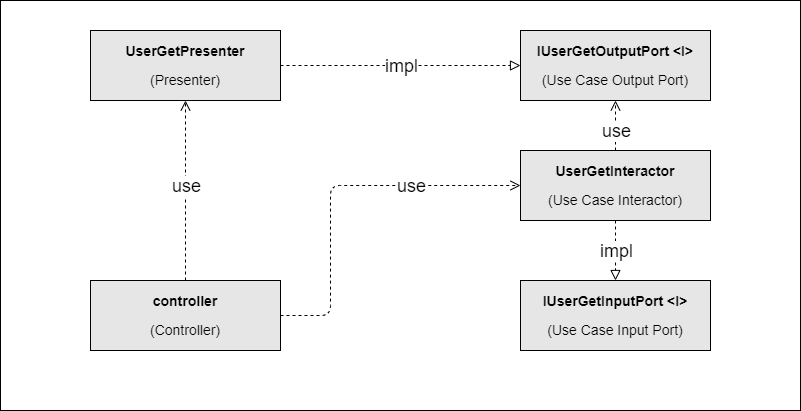 UserGetPresenter
(Presenter)
impl
IUserGetOutputPort <I>
(Use Case Output Port)
use
use
UserGetInteractor
(Use Case Interactor)
use
impl
controller
(Controller)
IUserGetInputPort <I>
(Use Case Input Port)